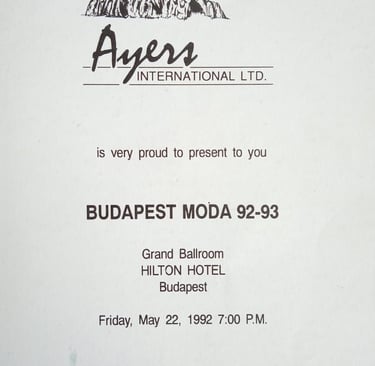 Ayers
INTERNATIONAL LTD.
is very proud to present to you
BUDAPEST MODA 92-93
Grand Ballroom
HILTON HOTEL
Budapest
Friday, May 22, 1992 7:00 P.M.